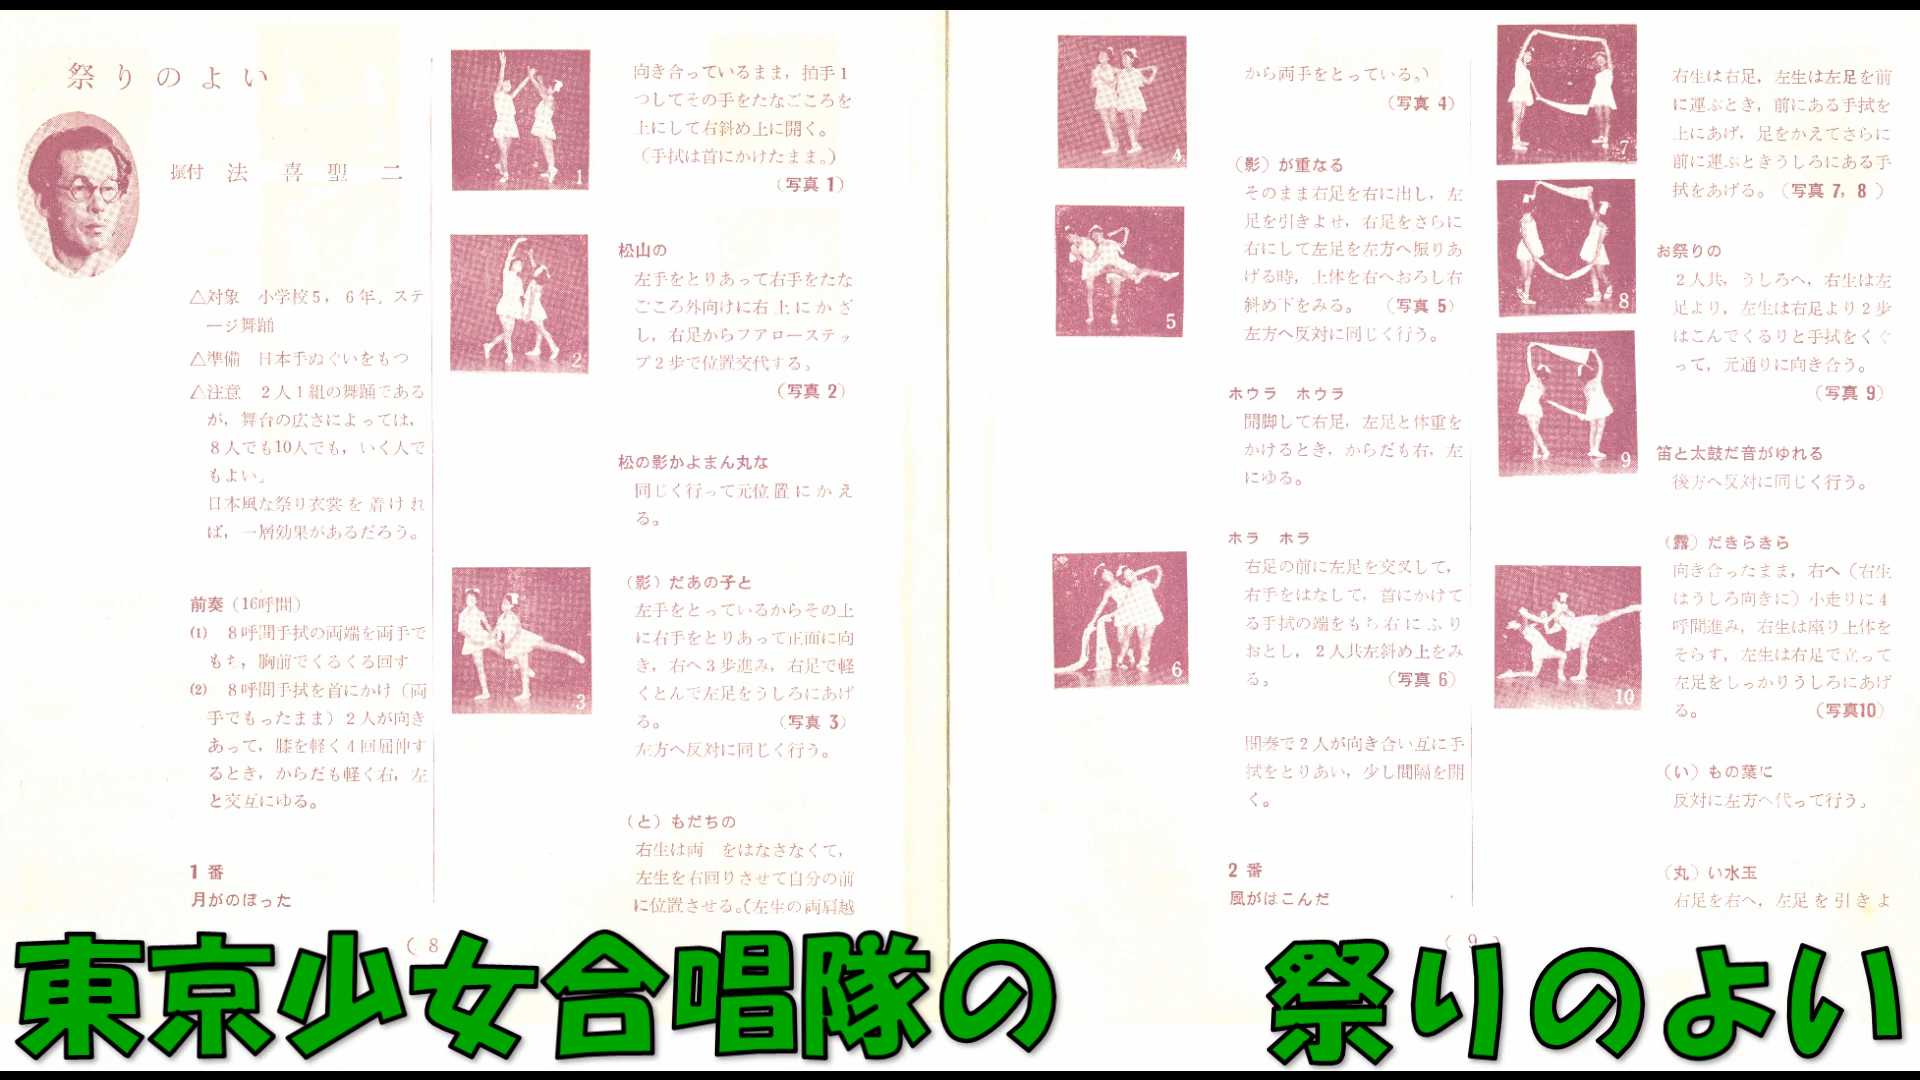 祭りのよい
振付 法喜聖二
△対象 小学校5，6年，ステ
ージ舞踊
△準備 日本手ぬぐいをもつ
△注意 2人1組の舞踊である
が，舞台の広さによっては，
8人でも10人でも，いく人で
もよい。
日本風な祭り衣裳を着けれ
ば，一層効果があるだろう。
前奏（16呼間）
⑴ 8呼間手拭の両端を両手で
もち，胸前でくるくる回す
⑵ 8呼間手拭を首にかけ（両
手でもったまま）2人が向き
あって，膝を軽く4回屈伸す
るとき，からだも軽く右，左
と交互にゆる。
1番
月がのぼった
1
2
3
向き合っているまま，拍手1
つしてその手をたなごころを
上にして右斜め上に開く。
（手拭は首にかけたまま。）
（写真 1）
松山の
左手をとりあって右手をたな
ごころ外向けに右上にかざ
し，右足からフアローステッ
プ2歩で位置交代する。
（写真 2）
松の影かよまん丸な
同じく行って元位置にかえ
る。
（影）だあの子と
左手をとっているからその上
に右手をとりあって正面に向
き，右へ3歩進み，右足で軽
くとんで左足をうしろにあげ
る。 （写真 3）
左方へ反対に同じく行う。
（と）もだちの
右生は両 をはなさなくて，
左生を右回りさせて自分の前
に位置させる。（左生の両肩越
（ 8
4
5
6
から両手をとっている。）
（写真 4）
（影）が重なる
そのまま右足を右に出し，左
足を引きよせ，右足をさらに
右にして左足を左方へ振りあ
げる時，上体を右へおろし右
斜め下をみる。 （写真 5）
左方へ反対に同じく行う。
ホウラ ホウラ
開脚して右足，左足と体重を
かけるとき，からだも右，左
にゆる。
ホラ ホラ
右足の前に左足を交叉して，
右手をはなして，首にかけて
る手拭の端をもち右にふり
おとし，2人共左斜め上をみ
る。 （写真 6）
間奏で2人が向き合い互に手
拭をとりあい，少し間隔を開
く。
2番
風がはこんだ
（ 9 ）
7
8
9
10
右生は右足，左生は左足を前
に運ぶとき，前にある手拭を
上にあげ，足をかえてさらに
前に運ぶときうしろにある手
拭をあげる。（写真 7，8 ）
お祭りの
2人共，うしろへ，右生は左
足より，左生は右足より2歩
はこんでくるりと手拭をくぐ
って，元通りに向き合う。
（写真 9）
笛と太鼓だ音がゆれる
後方へ反対に同じく行う。
（露）だきらきら
向き合ったまま，右へ（右生
はうしろ向きに）小走りに4
呼間進み，右生は座り上体を
そらす，左生は右足で立って
左足をしっかりうしろにあげ
る。 （写真10）
（い）もの葉に
反対に左方へ代って行う。
（丸）い水玉
右足を右へ，左足を引きよ
東京少女合唱隊の 祭りのよい